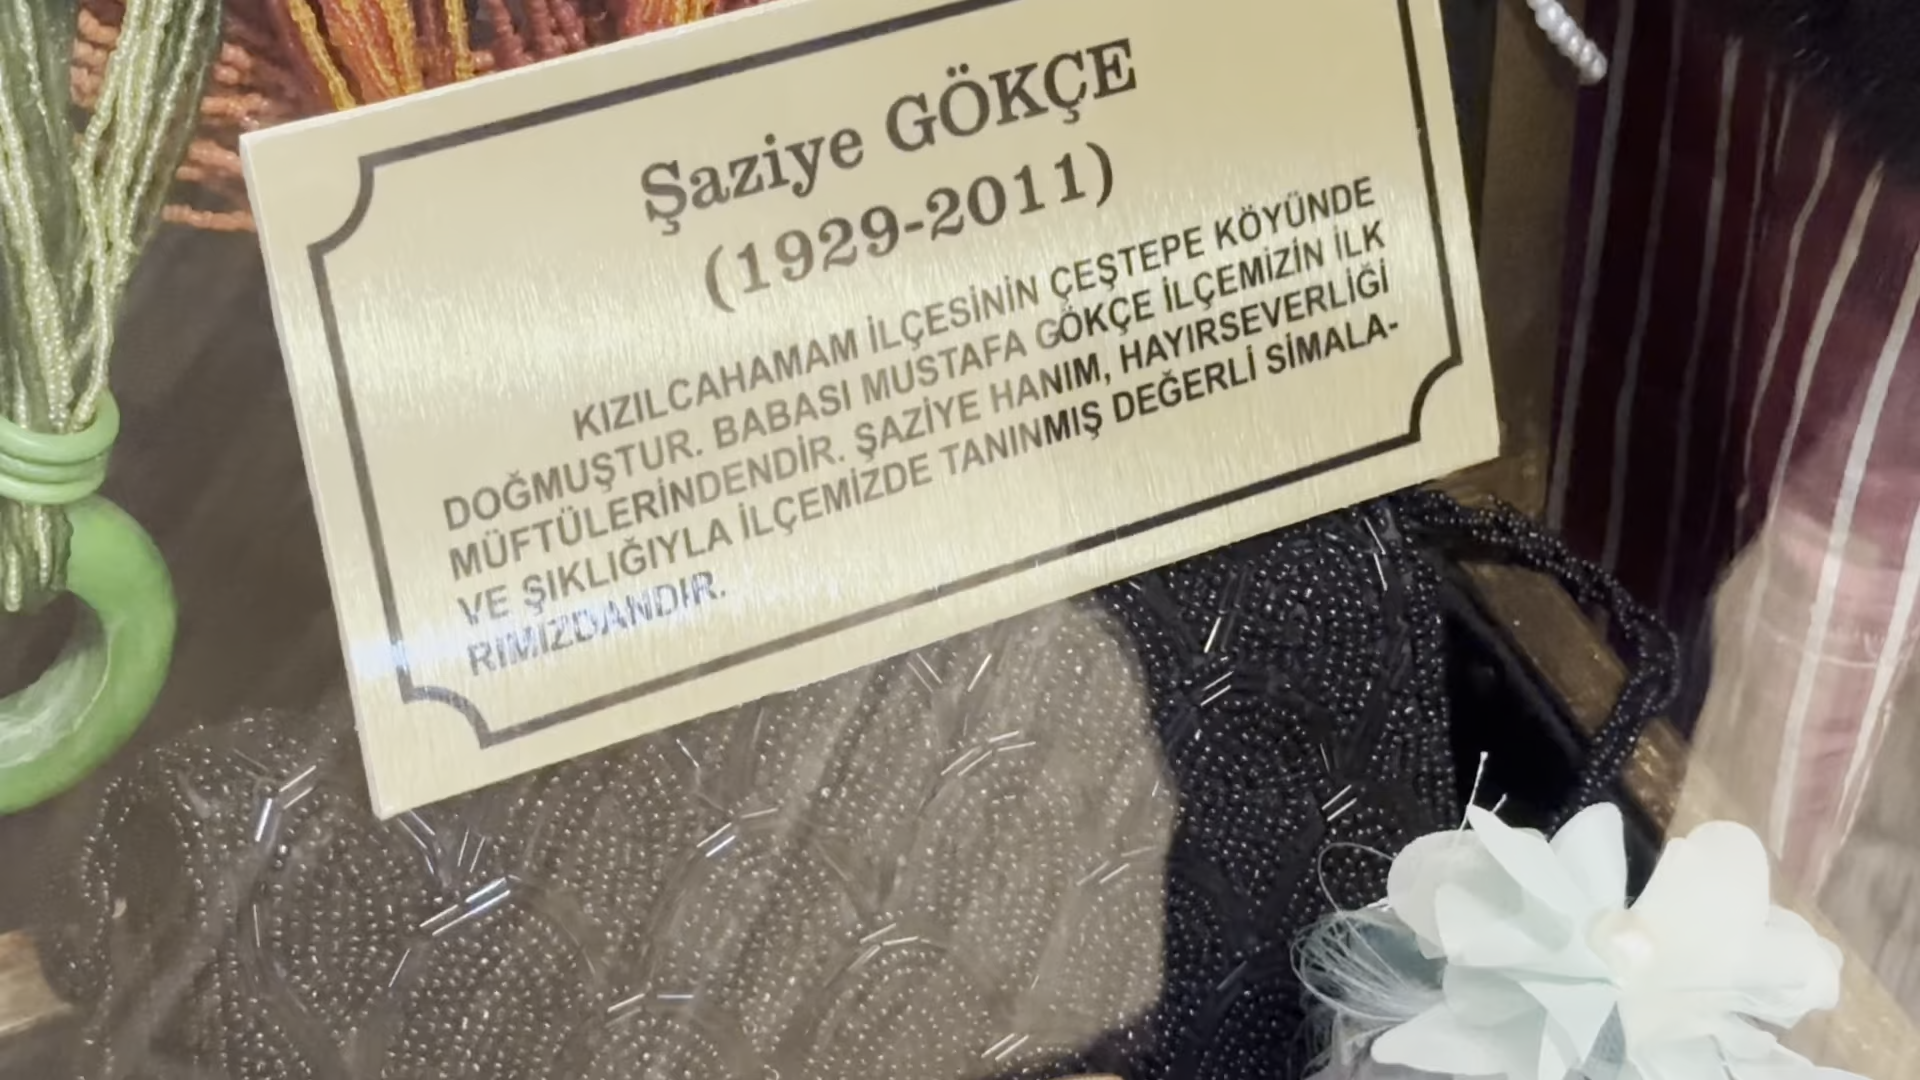 Şaziye GÖKÇE
(1929-2011)
KIZILCAHAMAM İLÇESİNİN ÇEŞTEPE KÖYÜNDE
DOĞMUŞTUR. BABASI MUSTAFA GÖKÇE İLÇEMİZİN İLK
MÜFTÜLERİNDENDİR. ŞAZİYE HANIM, HAYIRSEVERLİĞİ
VE ŞIKLIĞIYLA İLÇEMİZDE TANINMIŞ DEĞERLİ SİMALA-
RIMIZDANDIR.